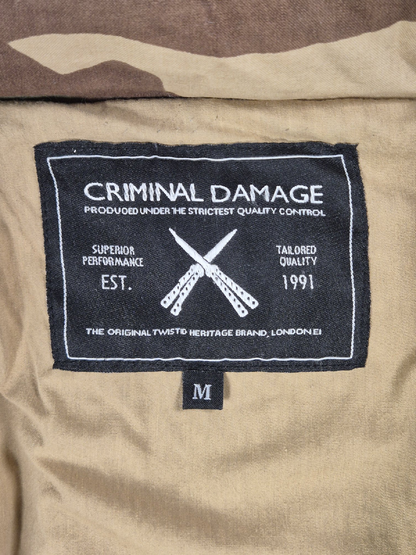 CRIMINAL DAMAGE
PRODUCED UNDER THE STRICTEST QUALITY CONTROL
SUPERIOR
PERFORMANCE
EST.
TAILORED
QUALITY
1991
THE ORIGINAL TWISTID HERITAGE BRAND, LONDON E1
M